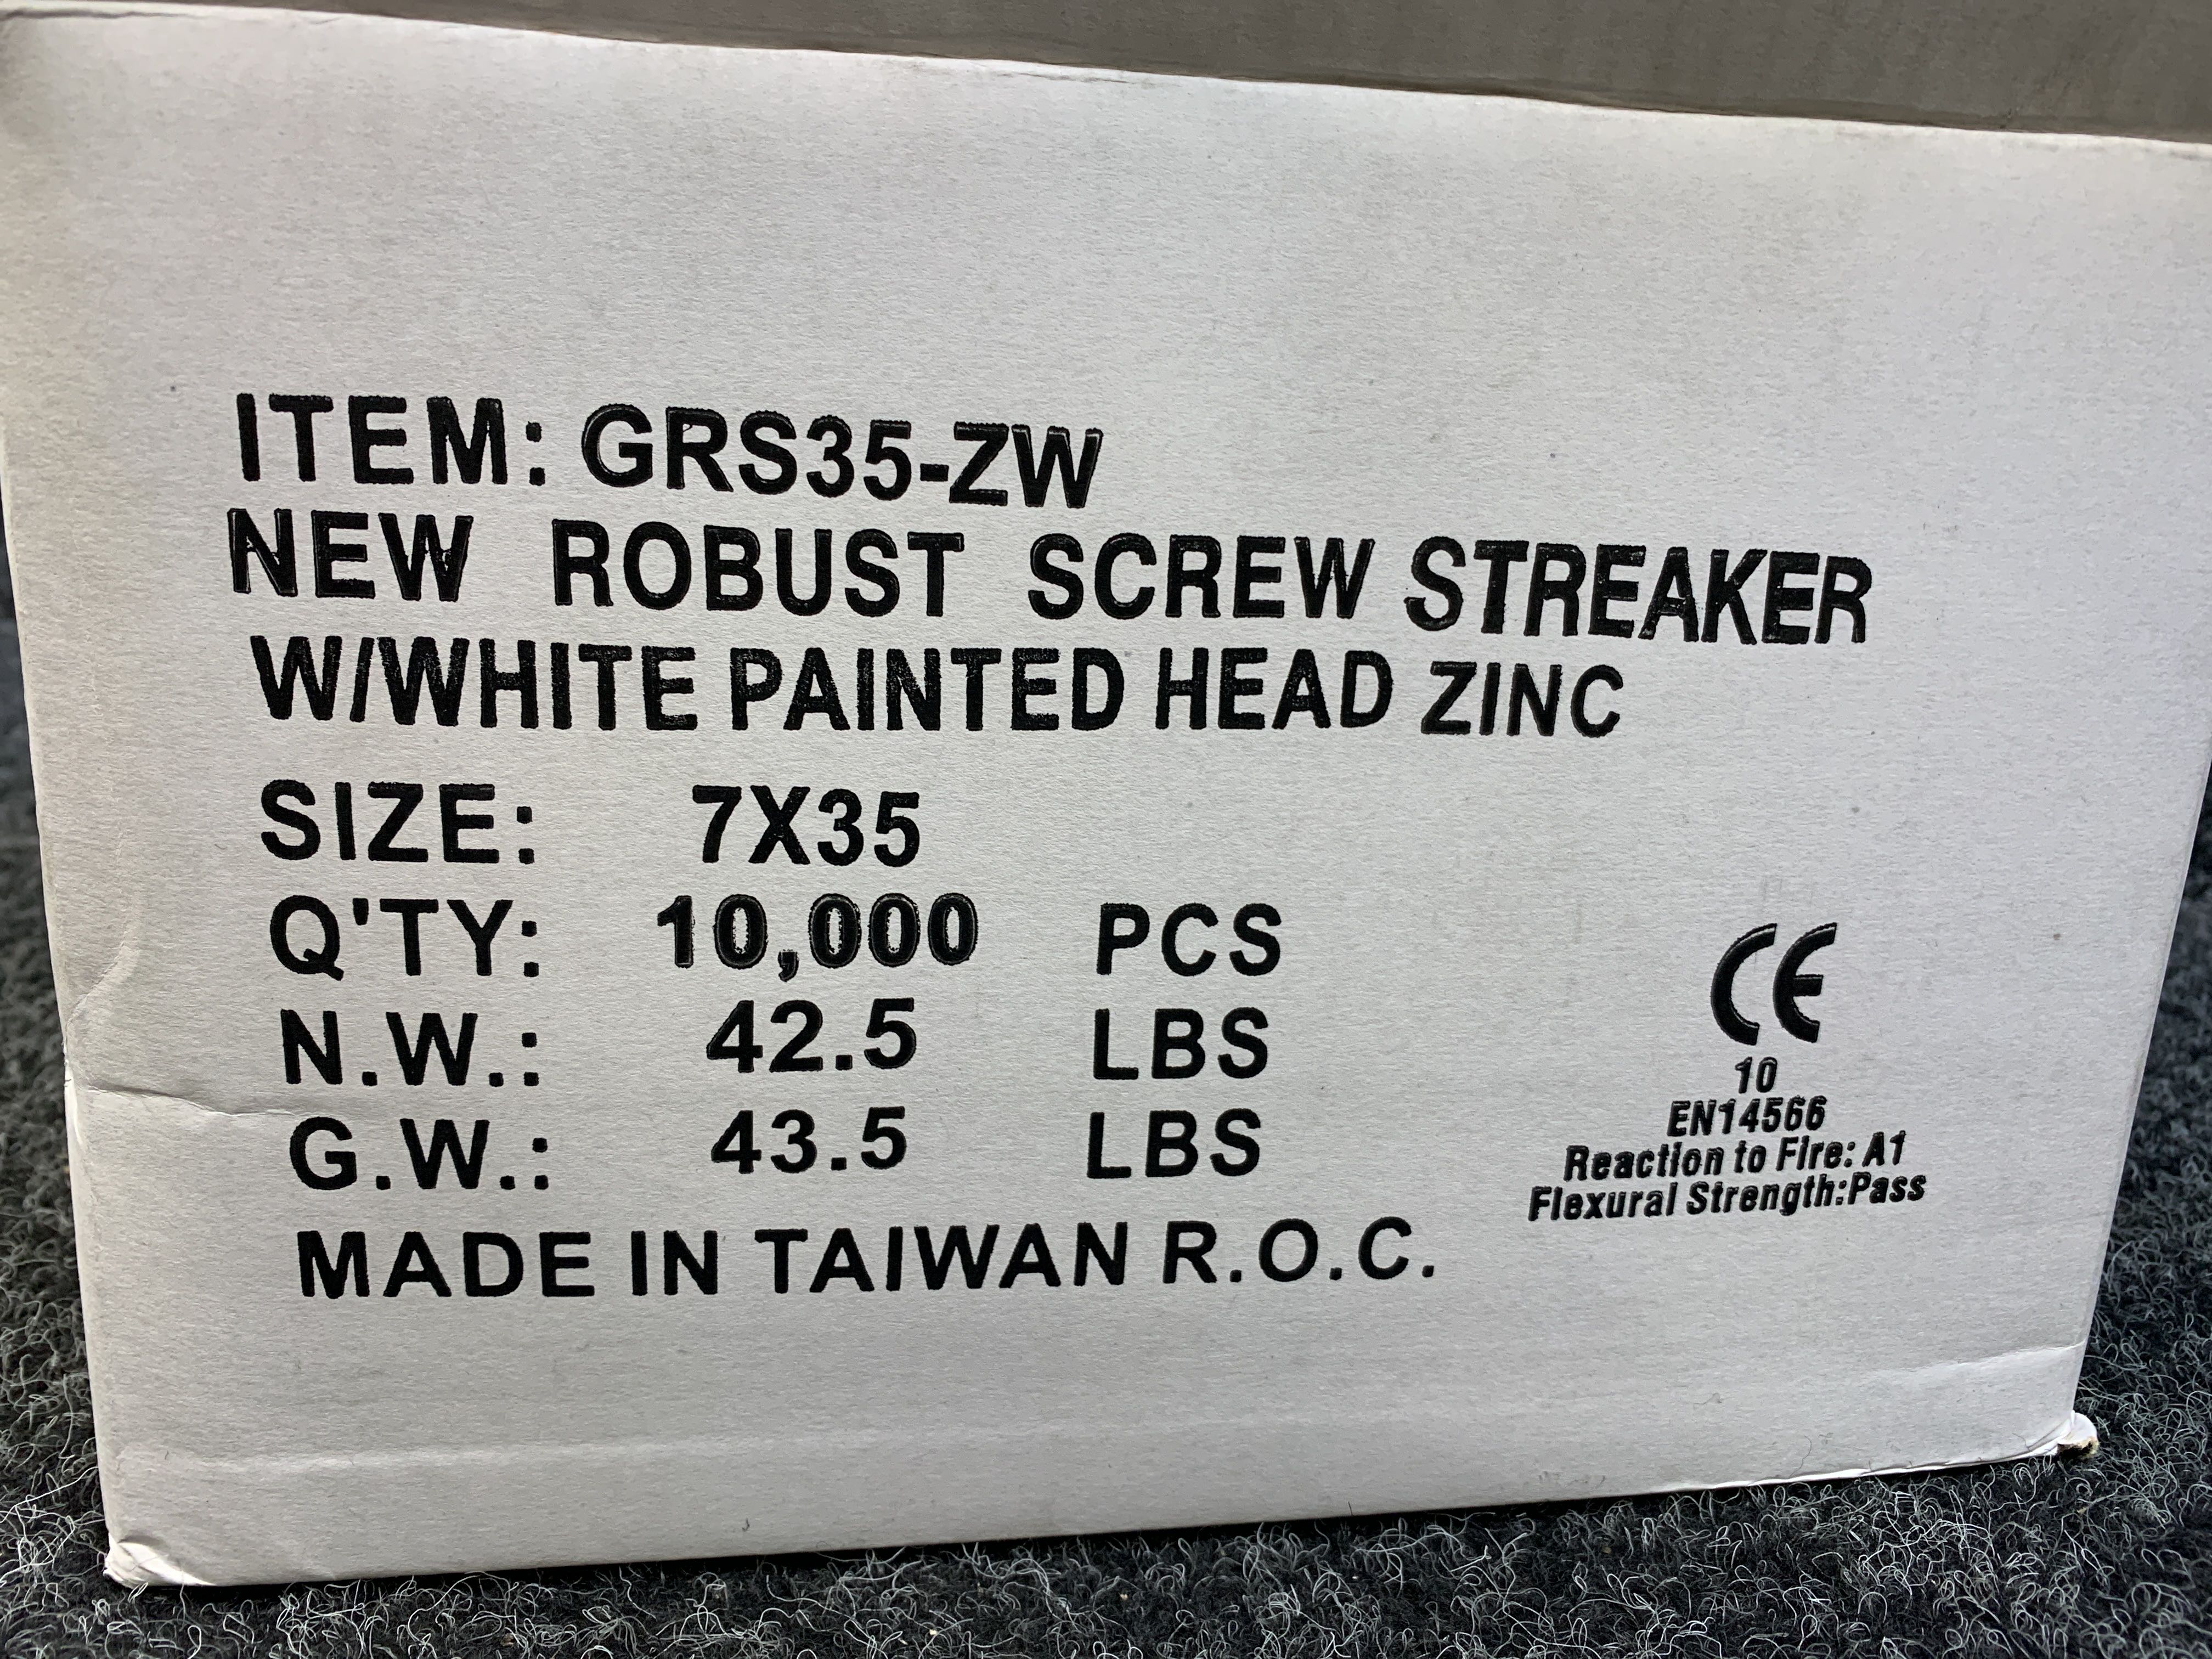 ITEM: GRS35-ZW
NEW ROBUST SCREW STREAKER
W/WHITE PAINTED HEAD ZINC
SIZE: 7X35
Q'TY: 10,000 PCS
N.W.: 42.5 LBS
G.W.: 43.5 LBS
MADE IN TAIWAN R.O.C.
CE
10
EN14566
Reaction to Fire: A1
Flexural Strength:Pass